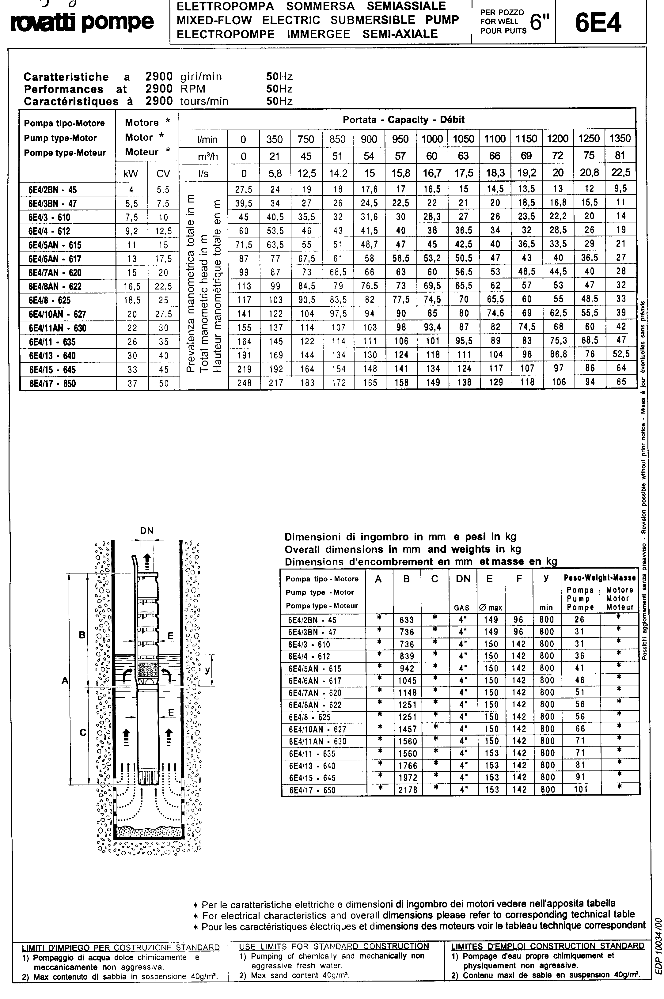 rovatti pompe
ELETTROPOMPA SOMMERSA SEMIASSIALE
MIXED-FLOW ELECTRIC SUBMERSIBLE PUMP
ELECTROPOMPE IMMERGEE SEMI-AXIALE
PER POZZO
FOR WELL
POUR PUITS
6"
6E4
Caratteristiche a 2900 giri/min 50Hz
Performances at 2900 RPM 50Hz
Caractéristiques à 2900 tours/min 50Hz
Pompa tipo-Motore Motore * Portata - Capacity - Débit
Pump type-Motor Motor * l/min 0 350 750 850 900 950 1000 1050 1100 1150 1200 1250 1350
Pompe type-Moteur Moteur * m³/h 0 21 45 51 54 57 60 63 66 69 72 75 81
kW CV l/s 0 5,8 12,5 14,2 15 15,8 16,7 17,5 18,3 19,2 20 20,8 22,5
Prevalenza manometrica totale in m
Total manometric head in m
Hauteur manométrique totale en m
6E4/2BN - 45 4 5,5 27,5 24 19 18 17,6 17 16,5 15 14,5 13,5 13 12 9,5
6E4/3BN - 47 5,5 7,5 39,5 34 27 26 24,5 22,5 22 21 20 18,5 16,8 15,5 11
6E4/3 - 610 7,5 10 45 40,5 35,5 32 31,6 30 28,3 27 26 23,5 22,2 20 14
6E4/4 - 612 9,2 12,5 60 53,5 46 43 41,5 40 38 36,5 34 32 28,5 26 19
6E4/5AN - 615 11 15 71,5 63,5 55 51 48,7 47 45 42,5 40 36,5 33,5 29 21
6E4/6AN - 617 13 17,5 87 77 67,5 61 58 56,5 53,2 50,5 47 43 40 36,5 27
6E4/7AN - 620 15 20 99 87 73 68,5 66 63 60 56,5 53 48,5 44,5 40 28
6E4/8AN - 622 16,5 22,5 113 99 84,5 79 76,5 73 69,5 65,5 62 57 53 47 32
6E4/8 - 625 18,5 25 117 103 90,5 83,5 82 77,5 74,5 70 65,5 60 55 48,5 33
6E4/10AN - 627 20 27,5 141 122 104 97,5 94 90 85 80 74,6 69 62,5 55,5 39
6E4/11AN - 630 22 30 155 137 114 107 103 98 93,4 87 82 74,5 68 60 42
6E4/11 - 635 26 35 164 145 122 114 111 106 101 95,5 89 83 75,3 68,5 47
6E4/13 - 640 30 40 191 169 144 134 130 124 118 111 104 96 86,8 76 52,5
6E4/15 - 645 33 45 219 192 164 154 148 141 134 124 117 107 97 86 64
6E4/17 - 650 37 50 248 217 183 172 165 158 149 138 129 118 106 94 65
Possibili aggiornamenti senza preavviso - Revision possible without prior notice - Mises à jour éventuelles sans préavis
DN
B
E
y
A
E
C
Dimensioni di ingombro in mm e pesi in kg
Overall dimensions in mm and weights in kg
Dimensions d'encombrement en mm et masse en kg
Pompa tipo - Motore A B C DN E F y Peso-Weight-Masse
Pump type - Motor Pompa Motore
Pump Motor
Pompe type - Moteur GAS Ø max min Pompe Moteur
6E4/2BN - 45 * 633 * 4" 149 96 800 26 *
6E4/3BN - 47 * 736 * 4" 149 96 800 31 *
6E4/3 - 610 * 736 * 4" 150 142 800 31 *
6E4/4 - 612 * 839 * 4" 150 142 800 36 *
6E4/5AN - 615 * 942 * 4" 150 142 800 41 *
6E4/6AN - 617 * 1045 * 4" 150 142 800 46 *
6E4/7AN - 620 * 1148 * 4" 150 142 800 51 *
6E4/8AN - 622 * 1251 * 4" 150 142 800 56 *
6E4/8 - 625 * 1251 * 4" 150 142 800 56 *
6E4/10AN - 627 * 1457 * 4" 150 142 800 66 *
6E4/11AN - 630 * 1560 * 4" 150 142 800 71 *
6E4/11 - 635 * 1560 * 4" 153 142 800 71 *
6E4/13 - 640 * 1766 * 4" 153 142 800 81 *
6E4/15 - 645 * 1972 * 4" 153 142 800 91 *
6E4/17 - 650 * 2178 * 4" 153 142 800 101 *
* Per le caratteristiche elettriche e dimensioni di ingombro dei motori vedere nell'apposita tabella
* For electrical characteristics and overall dimensions please refer to corresponding technical table
* Pour les caractéristiques électriques et dimensions des moteurs voir le tableau technique correspondant
LIMITI D'IMPIEGO PER COSTRUZIONE STANDARD
1) Pompaggio di acqua dolce chimicamente e
meccanicamente non aggressiva.
2) Max contenuto di sabbia in sospensione 40g/m³.
USE LIMITS FOR STANDARD CONSTRUCTION
1) Pumping of chemically and mechanically non
aggressive fresh water.
2) Max sand content 40g/m³.
LIMITES D'EMPLOI CONSTRUCTION STANDARD
1) Pompage d'eau propre chimiquement et
physiquement non agressive.
2) Contenu maxi de sable en suspension 40g/m³.
EDP 10034 /00